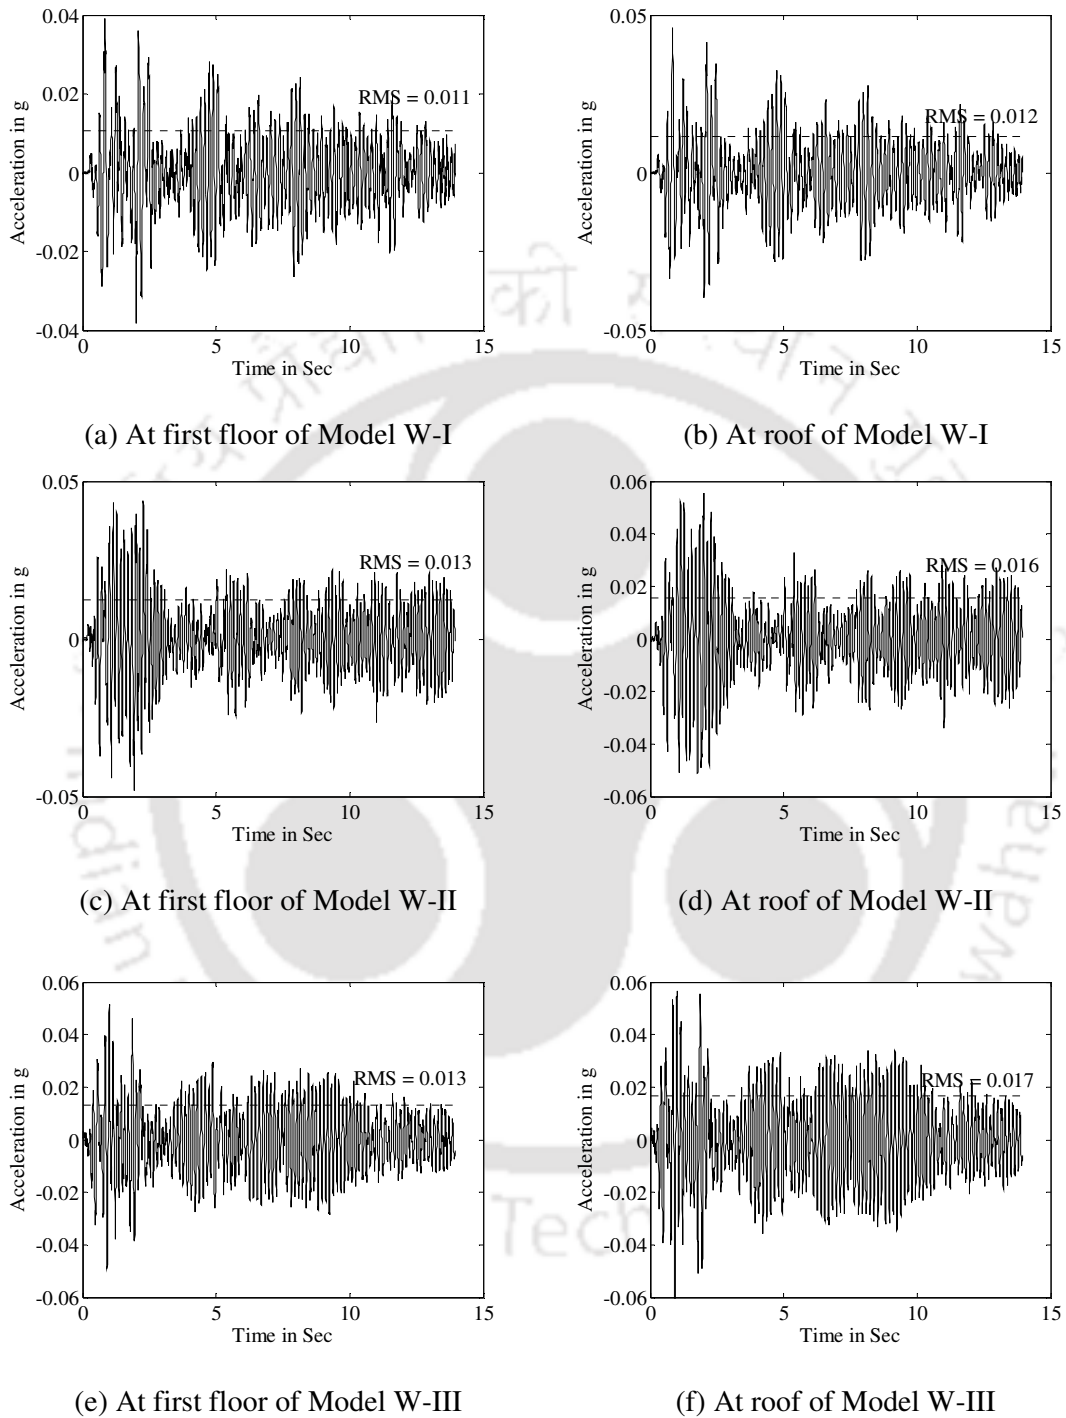 0.04
0.02
0
-0.02
-0.04
Acceleration in g
RMS = 0.011
0 5 10 15
Time in Sec
(a) At first floor of Model W-I
0.05
0
-0.05
Acceleration in g
RMS = 0.012
0 5 10 15
Time in Sec
(b) At roof of Model W-I
0.05
0
-0.05
Acceleration in g
RMS = 0.013
0 5 10 15
Time in Sec
(c) At first floor of Model W-II
0.06
0.04
0.02
0
-0.02
-0.04
-0.06
Acceleration in g
RMS = 0.016
0 5 10 15
Time in Sec
(d) At roof of Model W-II
0.06
0.04
0.02
0
-0.02
-0.04
-0.06
Acceleration in g
RMS = 0.013
0 5 10 15
Time in Sec
(e) At first floor of Model W-III
0.06
0.04
0.02
0
-0.02
-0.04
-0.06
Acceleration in g
RMS = 0.017
0 5 10 15
Time in Sec
(f) At roof of Model W-III